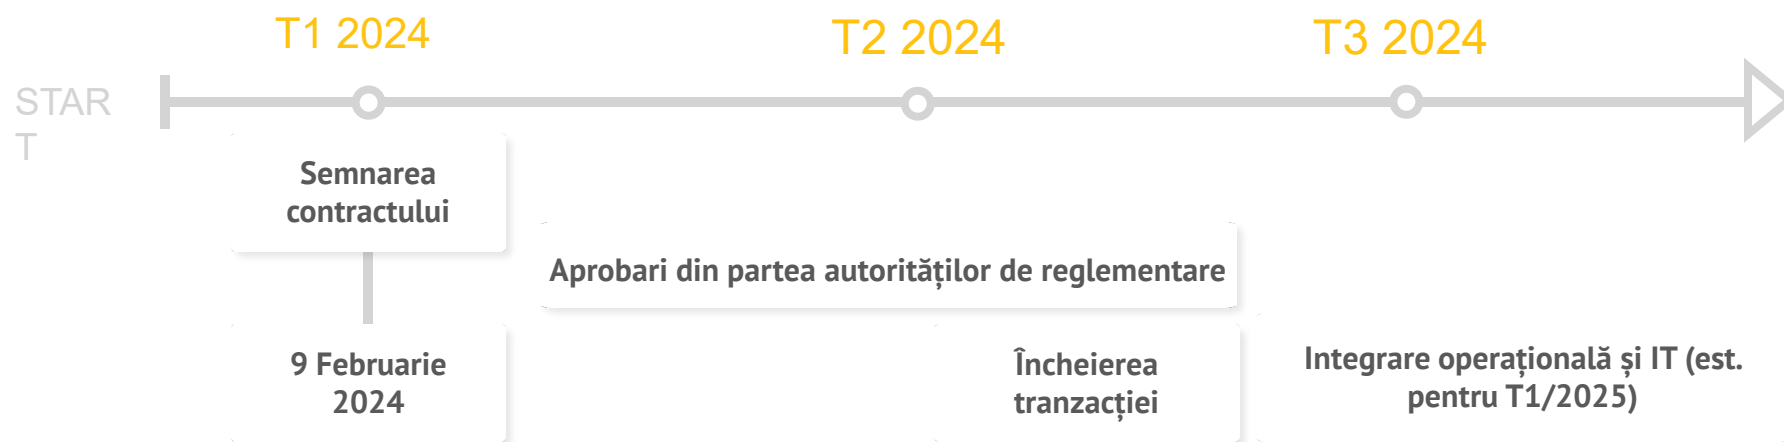 T1 2024
T2 2024
T3 2024
STAR
T
Semnarea
contractului
Aprobari din partea autorităților de reglementare
9 Februarie
2024
Încheierea
tranzacției
Integrare operațională și IT (est.
pentru T1/2025)